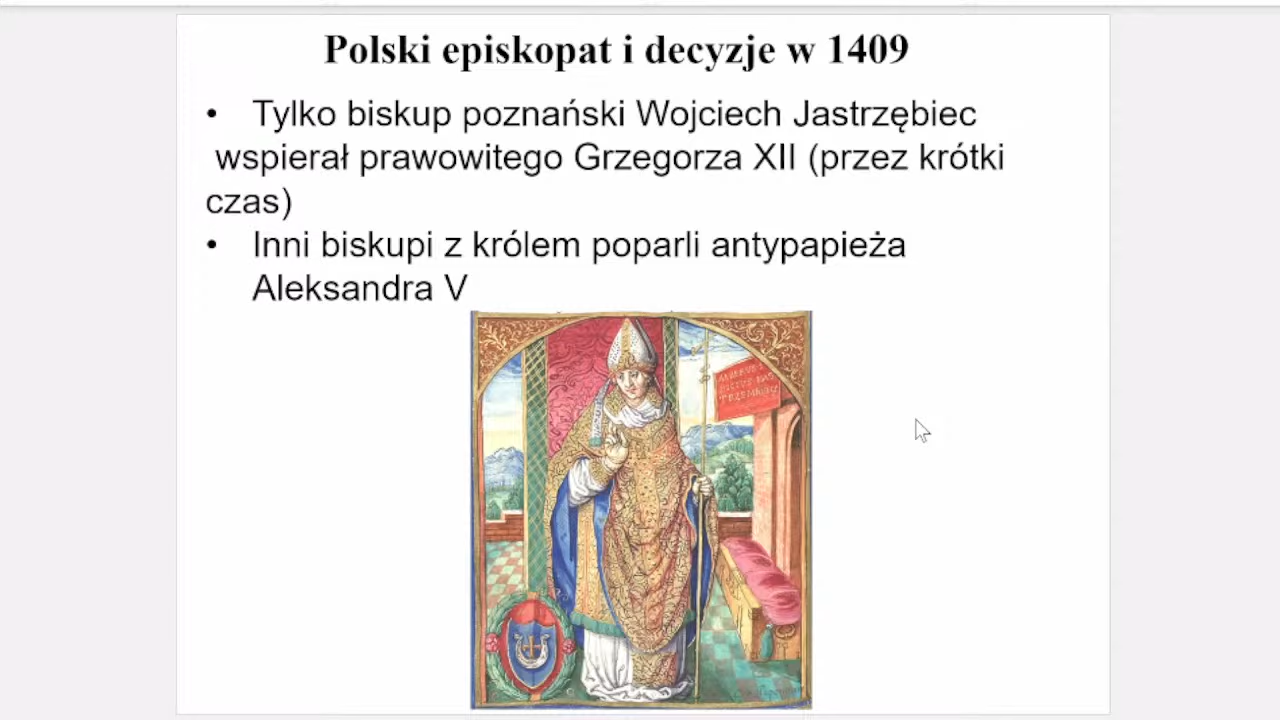 Polski episkopat i decyzje w 1409
• Tylko biskup poznański Wojciech Jastrzębiec
wspierał prawowitego Grzegorza XII (przez krótki
czas)
• Inni biskupi z królem poparli antypapieża
Aleksandra V